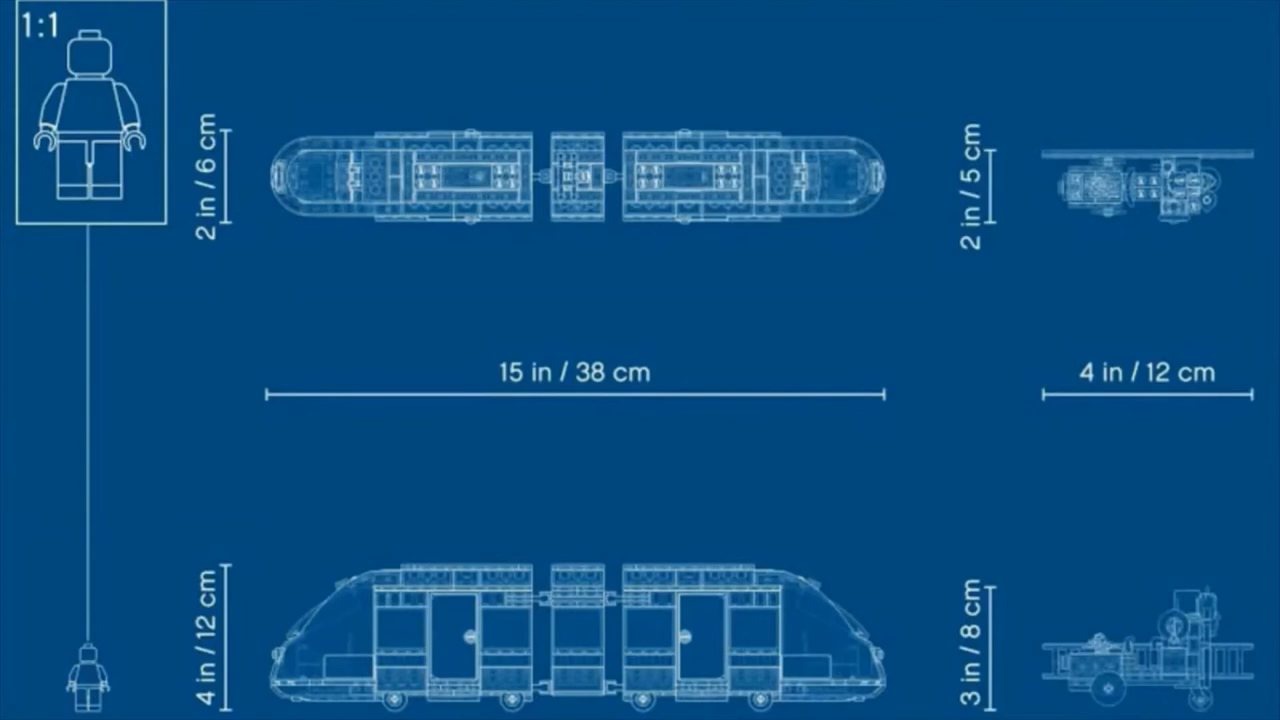 1:1
2 in / 6 cm
2 in / 5 cm
15 in / 38 cm
4 in / 12 cm
4 in / 12 cm
3 in / 8 cm